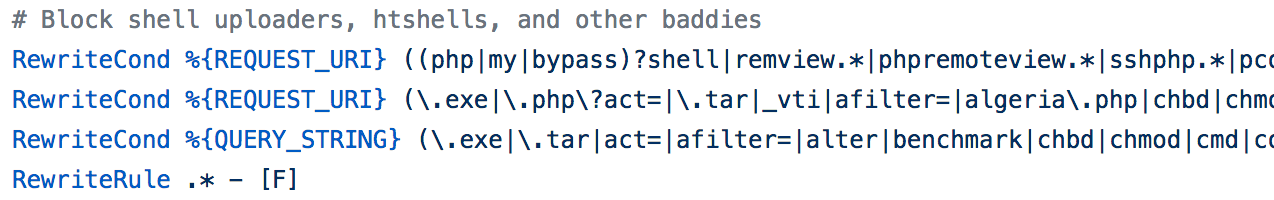 # Block shell uploaders, htshells, and other baddies
RewriteCond %{REQUEST_URI} ((php|my|bypass)?shell|remview.*|phpremoteview.*|sshphp.*|pcd
RewriteCond %{REQUEST_URI} (\.exe|\.php\?act=|\.tar|_vti|afilter=|algeria\.php|chbd|chmo
RewriteCond %{QUERY_STRING} (\.exe|\.tar|act=|afilter=|alter|benchmark|chbd|chmod|cmd|co
RewriteRule .* - [F]